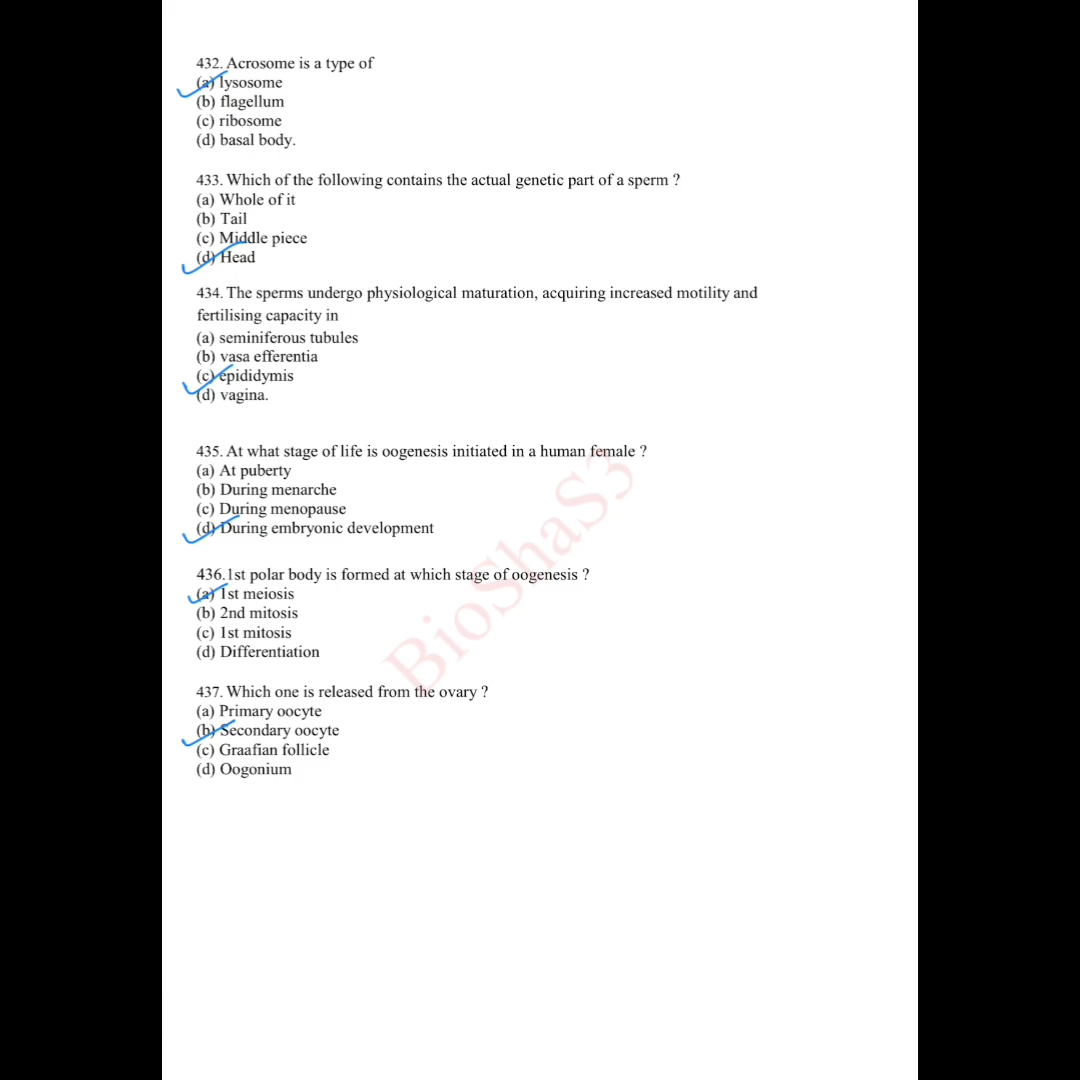 432. Acrosome is a type of
(a) lysosome
(b) flagellum
(c) ribosome
(d) basal body.
433. Which of the following contains the actual genetic part of a sperm ?
(a) Whole of it
(b) Tail
(c) Middle piece
(d) Head
434. The sperms undergo physiological maturation, acquiring increased motility and
fertilising capacity in
(a) seminiferous tubules
(b) vasa efferentia
(c) epididymis
(d) vagina.
435. At what stage of life is oogenesis initiated in a human female ?
(a) At puberty
(b) During menarche
(c) During menopause
(d) During embryonic development
BioShaS3
436.1st polar body is formed at which stage of oogenesis ?
(a) 1st meiosis
(b) 2nd mitosis
(c) 1st mitosis
(d) Differentiation
437. Which one is released from the ovary ?
(a) Primary oocyte
(b) Secondary oocyte
(c) Graafian follicle
(d) Oogonium